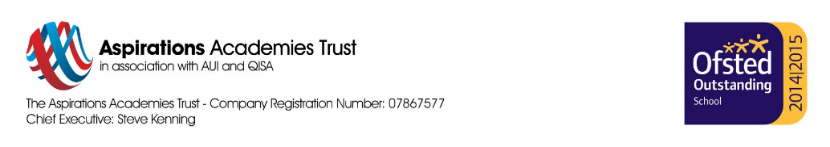 Aspirations Academies Trust
in association with AUI and QISA
The Aspirations Academies Trust - Company Registration Number: 07867577
Chief Executive: Steve Kenning
Ofsted
Outstanding
School
2014|2015